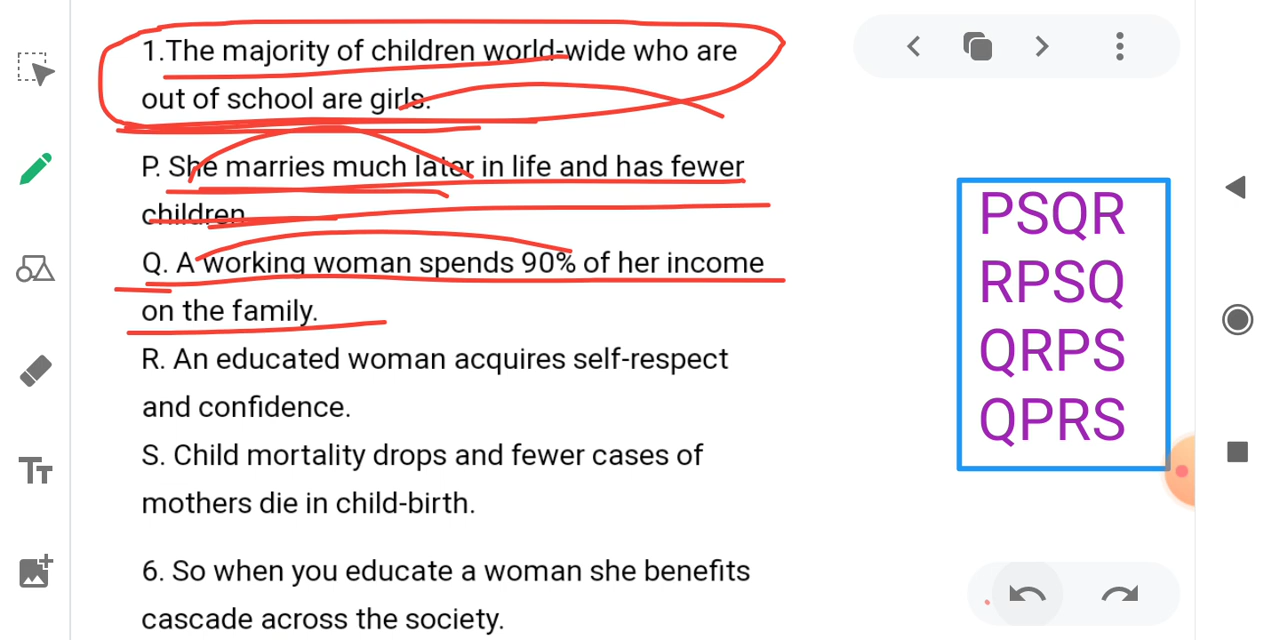 1.The majority of children world-wide who are
out of school are girls.
P. She marries much later in life and has fewer
children
Q. A working woman spends 90% of her income
on the family.
R. An educated woman acquires self-respect
and confidence.
S. Child mortality drops and fewer cases of
mothers die in child-birth.
6. So when you educate a woman she benefits
cascade across the society.
PSQR
RPSQ
QRPS
QPRS
TT